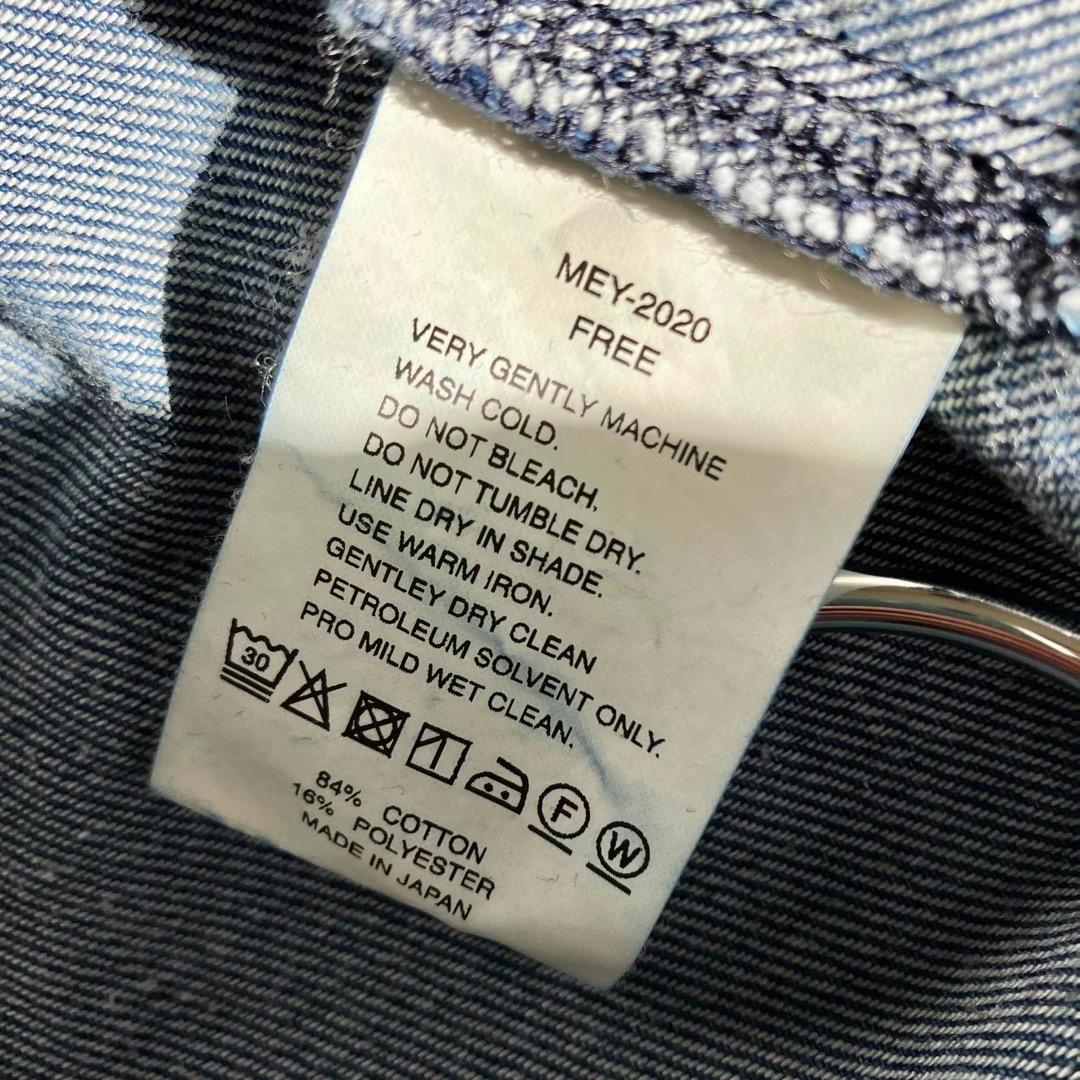 MEY-2020
FREE
VERY GENTLY MACHINE
WASH COLD.
DO NOT BLEACH.
DO NOT TUMBLE DRY.
LINE DRY IN SHADE.
USE WARM IRON.
GENTLEY DRY CLEAN
PETROLEUM SOLVENT ONLY.
PRO MILD WET CLEAN.
30 F W
84% COTTON
16% POLYESTER
MADE IN JAPAN